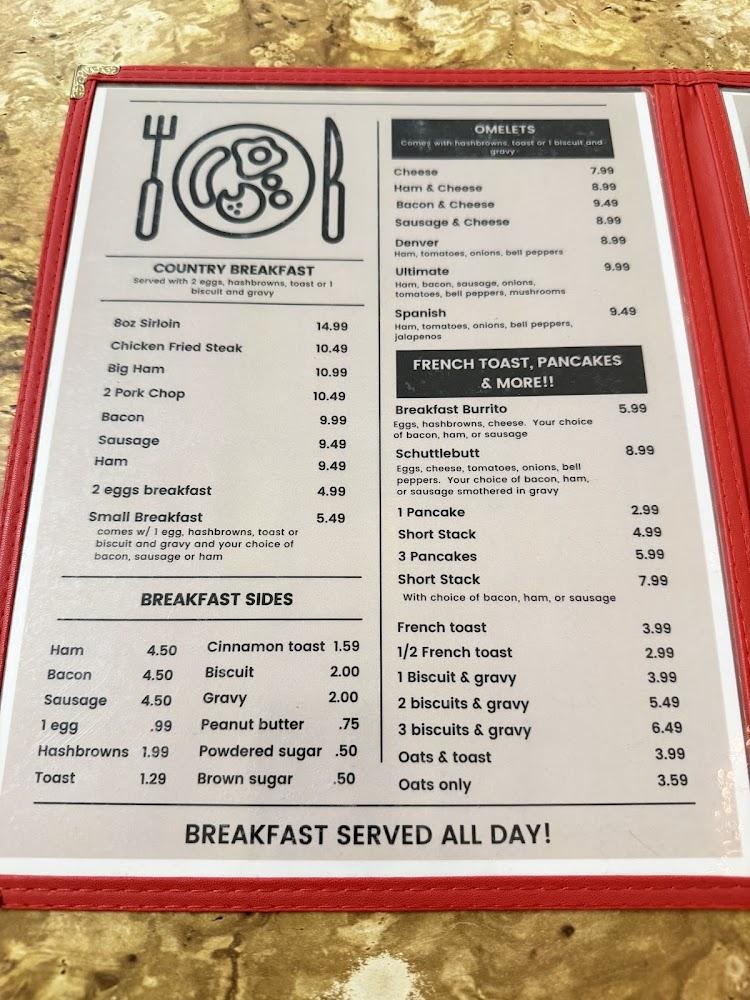 COUNTRY BREAKFAST
Served with 2 eggs, hashbrowns, toast or 1
biscuit and gravy
8oz Sirloin 14.99
Chicken Fried Steak 10.49
Big Ham 10.99
2 Pork Chop 10.49
Bacon 9.99
Sausage 9.49
Ham 9.49
2 eggs breakfast 4.99
Small Breakfast 5.49
comes w/ 1 egg, hashbrowns, toast or
biscuit and gravy and your choice of
bacon, sausage or ham
BREAKFAST SIDES
Ham 4.50
Bacon 4.50
Sausage 4.50
1 egg .99
Hashbrowns 1.99
Toast 1.29
Cinnamon toast 1.59
Biscuit 2.00
Gravy 2.00
Peanut butter .75
Powdered sugar .50
Brown sugar .50
OMELETS
Comes with hashbrowns, toast or 1 biscuit and
gravy
Cheese 7.99
Ham & Cheese 8.99
Bacon & Cheese 9.49
Sausage & Cheese 8.99
Denver 8.99
Ham, tomatoes, onions, bell peppers
Ultimate 9.99
Ham, bacon, sausage, onions,
tomatoes, bell peppers, mushrooms
Spanish 9.49
Ham, tomatoes, onions, bell peppers,
jalapenos
FRENCH TOAST, PANCAKES
& MORE!!
Breakfast Burrito 5.99
Eggs, hashbrowns, cheese. Your choice
of bacon, ham, or sausage
Schuttlebutt 8.99
Eggs, cheese, tomatoes, onions, bell
peppers. Your choice of bacon, ham,
or sausage smothered in gravy
1 Pancake 2.99
Short Stack 4.99
3 Pancakes 5.99
Short Stack 7.99
With choice of bacon, ham, or sausage
French toast 3.99
1/2 French toast 2.99
1 Biscuit & gravy 3.99
2 biscuits & gravy 5.49
3 biscuits & gravy 6.49
Oats & toast 3.99
Oats only 3.59
BREAKFAST SERVED ALL DAY!